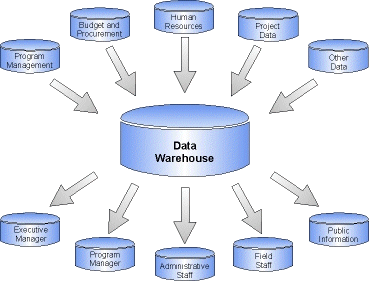 Human
Resources
Budget and
Procurement
Project
Data
Program
Management
Other
Data
Data
Warehouse
Executive
Manager
Program
Manager
Administrative
Staff
Field
Staff
Public
Information